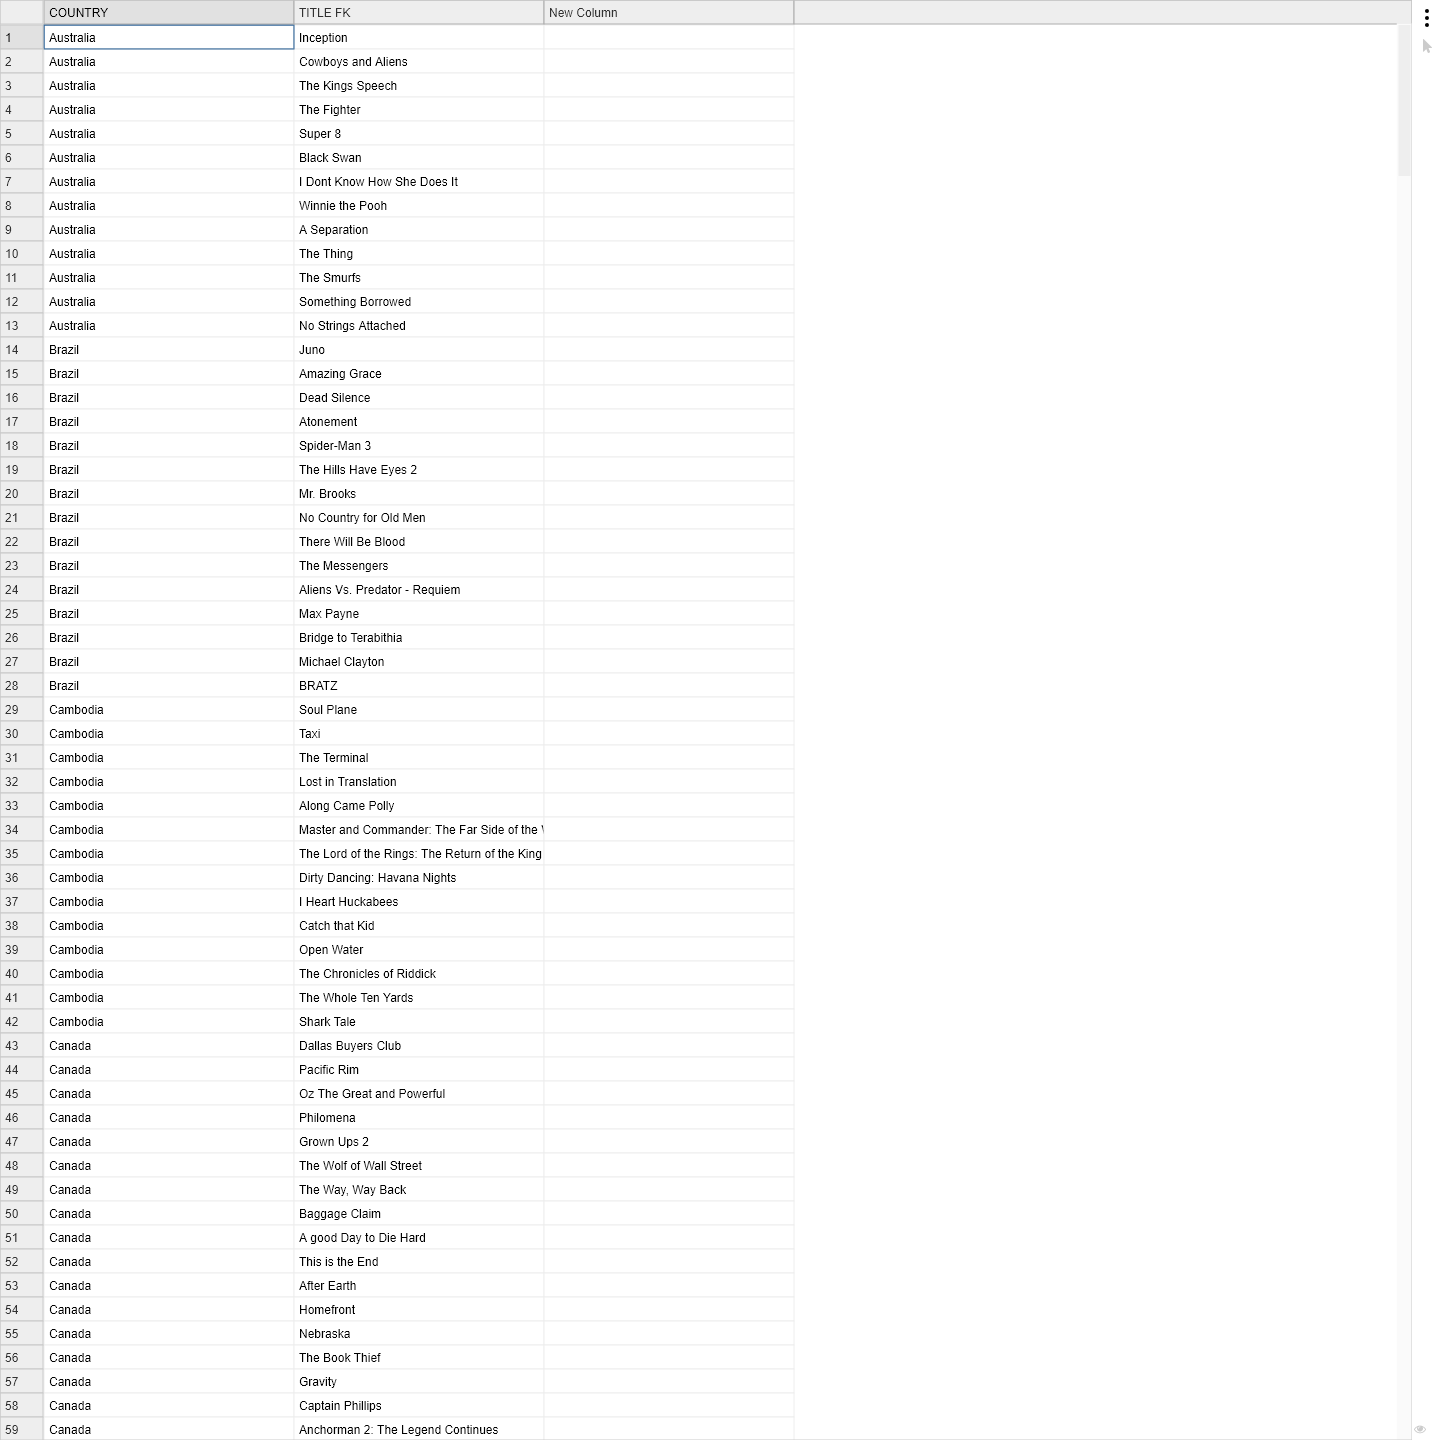 COUNTRY TITLE FK New Column
1 Australia Inception
2 Australia Cowboys and Aliens
3 Australia The Kings Speech
4 Australia The Fighter
5 Australia Super 8
6 Australia Black Swan
7 Australia I Dont Know How She Does It
8 Australia Winnie the Pooh
9 Australia A Separation
10 Australia The Thing
11 Australia The Smurfs
12 Australia Something Borrowed
13 Australia No Strings Attached
14 Brazil Juno
15 Brazil Amazing Grace
16 Brazil Dead Silence
17 Brazil Atonement
18 Brazil Spider-Man 3
19 Brazil The Hills Have Eyes 2
20 Brazil Mr. Brooks
21 Brazil No Country for Old Men
22 Brazil There Will Be Blood
23 Brazil The Messengers
24 Brazil Aliens Vs. Predator - Requiem
25 Brazil Max Payne
26 Brazil Bridge to Terabithia
27 Brazil Michael Clayton
28 Brazil BRATZ
29 Cambodia Soul Plane
30 Cambodia Taxi
31 Cambodia The Terminal
32 Cambodia Lost in Translation
33 Cambodia Along Came Polly
34 Cambodia Master and Commander: The Far Side of the
35 Cambodia The Lord of the Rings: The Return of the King
36 Cambodia Dirty Dancing: Havana Nights
37 Cambodia I Heart Huckabees
38 Cambodia Catch that Kid
39 Cambodia Open Water
40 Cambodia The Chronicles of Riddick
41 Cambodia The Whole Ten Yards
42 Cambodia Shark Tale
43 Canada Dallas Buyers Club
44 Canada Pacific Rim
45 Canada Oz The Great and Powerful
46 Canada Philomena
47 Canada Grown Ups 2
48 Canada The Wolf of Wall Street
49 Canada The Way, Way Back
50 Canada Baggage Claim
51 Canada A good Day to Die Hard
52 Canada This is the End
53 Canada After Earth
54 Canada Homefront
55 Canada Nebraska
56 Canada The Book Thief
57 Canada Gravity
58 Canada Captain Phillips
59 Canada Anchorman 2: The Legend Continues